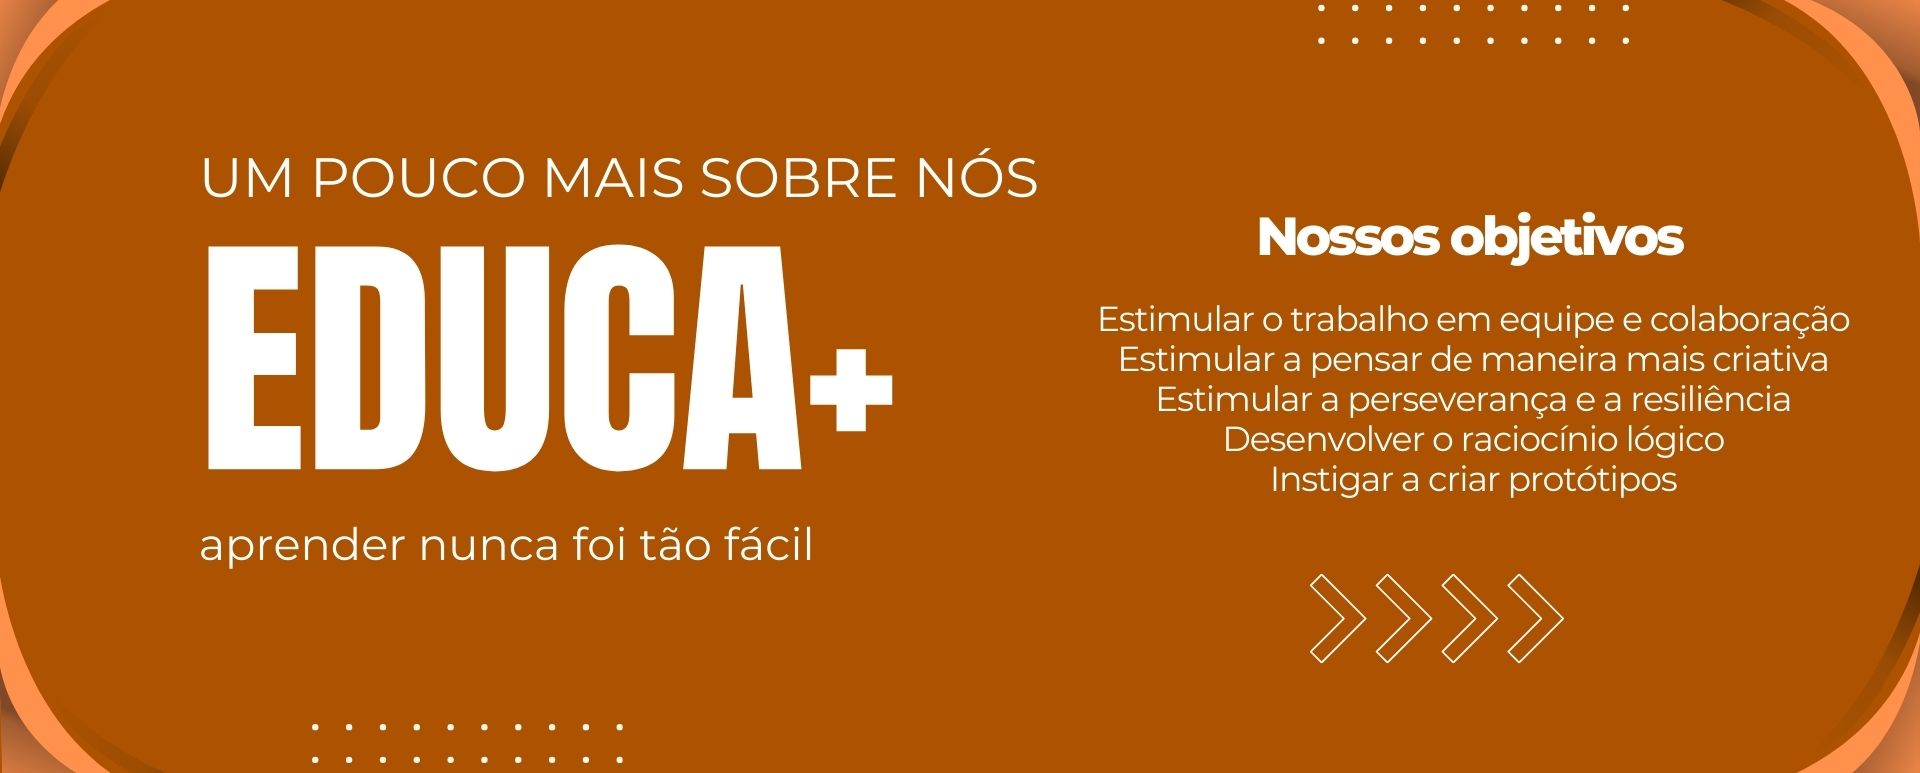 UM POUCO MAIS SOBRE NÓS
EDUCA+
aprender nunca foi tão fácil
Nossos objetivos
Estimular o trabalho em equipe e colaboração
Estimular a pensar de maneira mais criativa
Estimular a perseverança e a resiliência
Desenvolver o raciocínio lógico
Instigar a criar protótipos